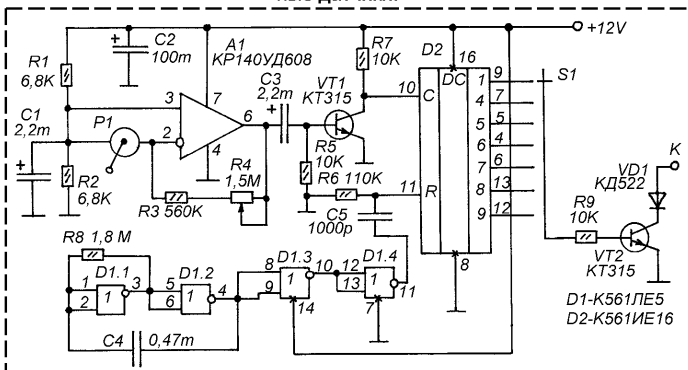 +12V
R1
6,8K
C2
100m
A1
КР140УД608
C3
2,2m
R7
10K
D2
16
DC
S1
VT1
КТ315
10
C
1
9
4
7
5
5
6
4
7
6
8
13
9
12
C1
2,2m
P1
3
2
7
6
4
R5
10K
R4
1,5M
R3 560K
R2
6,8K
R6 110K
11
R
C5
1000p
8
K
VD1
КД522
R9
10K
VT2
КТ315
R8 1,8 M
D1.1
1
2
1
3
D1.2
5
6
1
4
D1.3
8
9
1
10
14
D1.4
12
13
1
11
7
C4
0,47m
D1-К561ЛЕ5
D2-К561ИЕ16